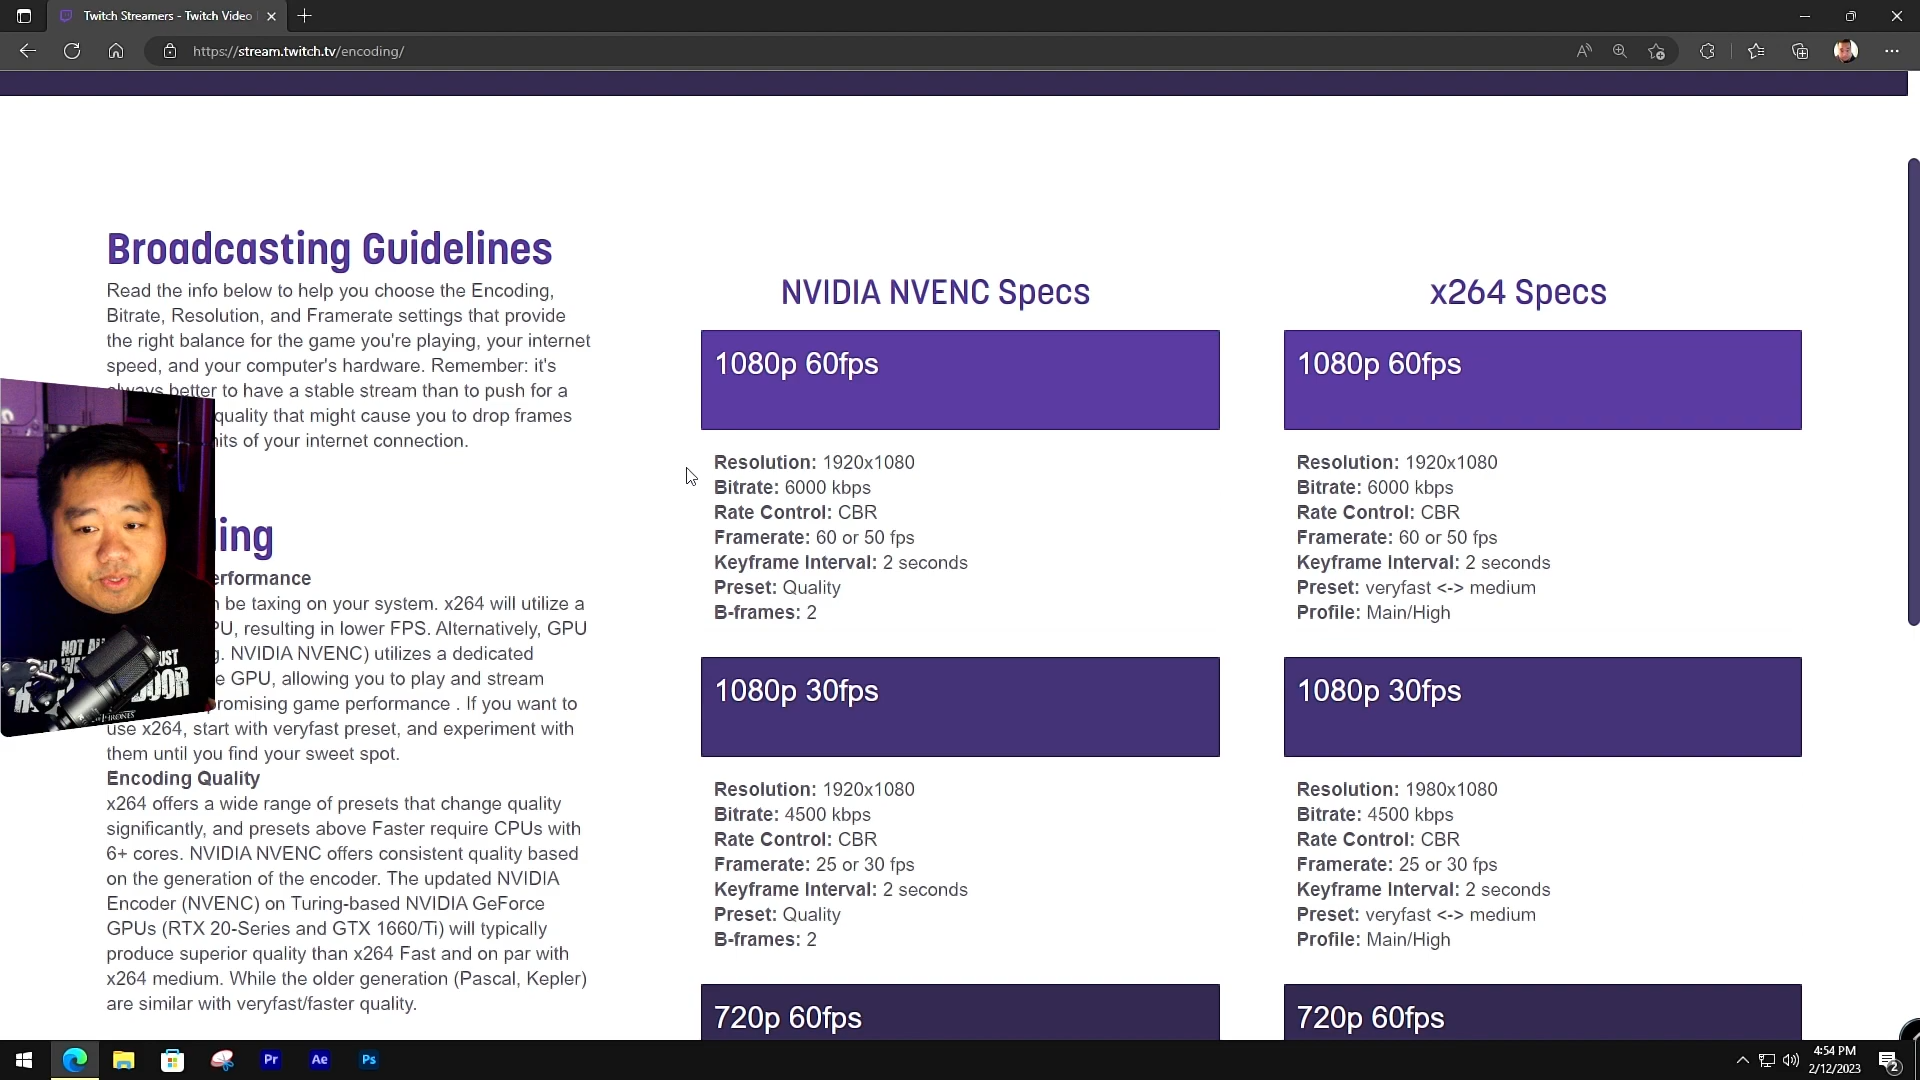 Twitch Streamers - Twitch Video
https://stream.twitch.tv/encoding/
Broadcasting Guidelines
Read the info below to help you choose the Encoding,
Bitrate, Resolution, and Framerate settings that provide
the right balance for the game you're playing, your internet
speed, and your computer's hardware. Remember: it's
always better to have a stable stream than to push for a
quality that might cause you to drop frames
of your internet connection.
ing
erformance
be taxing on your system. x264 will utilize a
PU, resulting in lower FPS. Alternatively, GPU
g. NVIDIA NVENC) utilizes a dedicated
e GPU, allowing you to play and stream
promising game performance . If you want to
use x264, start with veryfast preset, and experiment with
them until you find your sweet spot.
Encoding Quality
x264 offers a wide range of presets that change quality
significantly, and presets above Faster require CPUs with
6+ cores. NVIDIA NVENC offers consistent quality based
on the generation of the encoder. The updated NVIDIA
Encoder (NVENC) on Turing-based NVIDIA GeForce
GPUs (RTX 20-Series and GTX 1660/Ti) will typically
produce superior quality than x264 Fast and on par with
x264 medium. While the older generation (Pascal, Kepler)
are similar with veryfast/faster quality.
NVIDIA NVENC Specs
1080p 60fps
Resolution: 1920x1080
Bitrate: 6000 kbps
Rate Control: CBR
Framerate: 60 or 50 fps
Keyframe Interval: 2 seconds
Preset: Quality
B-frames: 2
1080p 30fps
Resolution: 1920x1080
Bitrate: 4500 kbps
Rate Control: CBR
Framerate: 25 or 30 fps
Keyframe Interval: 2 seconds
Preset: Quality
B-frames: 2
720p 60fps
x264 Specs
1080p 60fps
Resolution: 1920x1080
Bitrate: 6000 kbps
Rate Control: CBR
Framerate: 60 or 50 fps
Keyframe Interval: 2 seconds
Preset: veryfast <-> medium
Profile: Main/High
1080p 30fps
Resolution: 1980x1080
Bitrate: 4500 kbps
Rate Control: CBR
Framerate: 25 or 30 fps
Keyframe Interval: 2 seconds
Preset: veryfast <-> medium
Profile: Main/High
720p 60fps
NOT
Pr
Ae
Ps
4:54 PM
2/12/2023
2